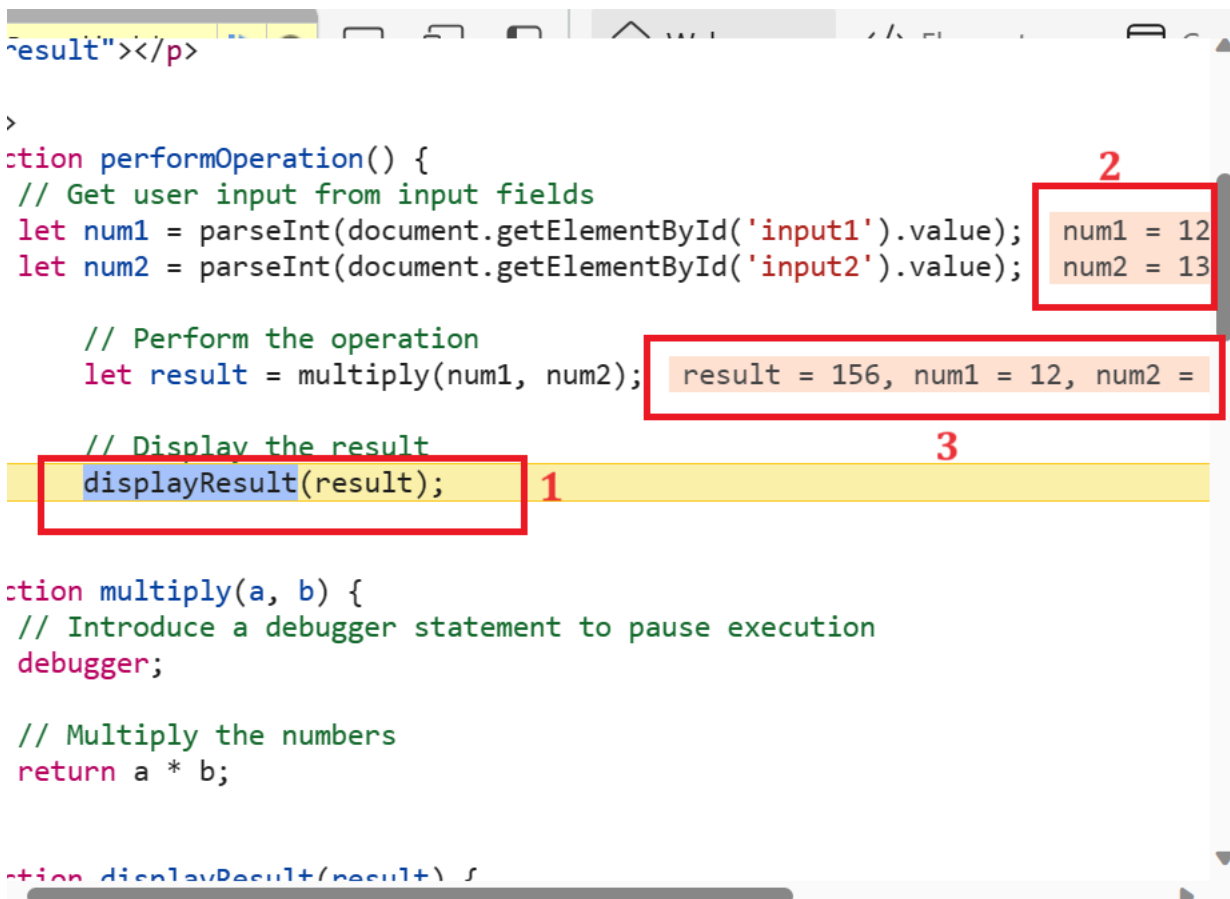 result"></p>
>
ction performOperation() {
// Get user input from input fields
2
let num1 = parseInt(document.getElementById('input1').value); num1 = 12
let num2 = parseInt(document.getElementById('input2').value); num2 = 13
// Perform the operation
let result = multiply(num1, num2); result = 156, num1 = 12, num2 =
// Display the result
3
displayResult(result);
1
ction multiply(a, b) {
// Introduce a debugger statement to pause execution
debugger;
// Multiply the numbers
return a * b;
ction displayResult(result) {